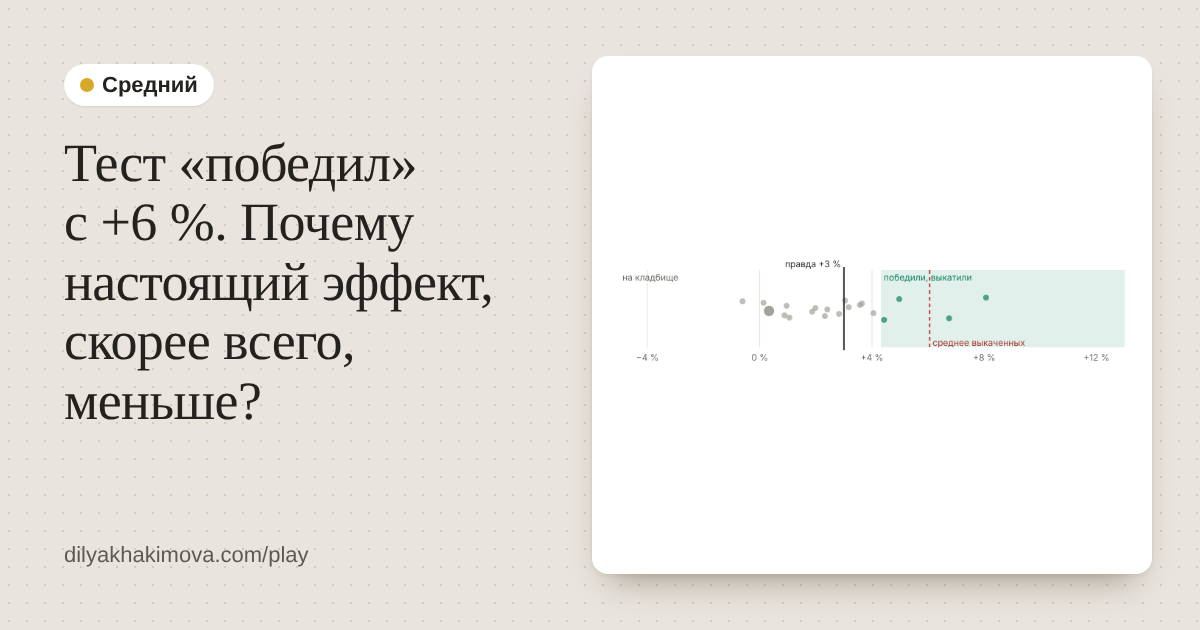 Средний
Тест «победил»
с +6 %. Почему
настоящий эффект,
скорее всего,
меньше?
dilyakhakimova.com/play
правда +3 %
на кладбище
победили, выкатили
среднее выкаченных
−4 %
0 %
+4 %
+8 %
+12 %